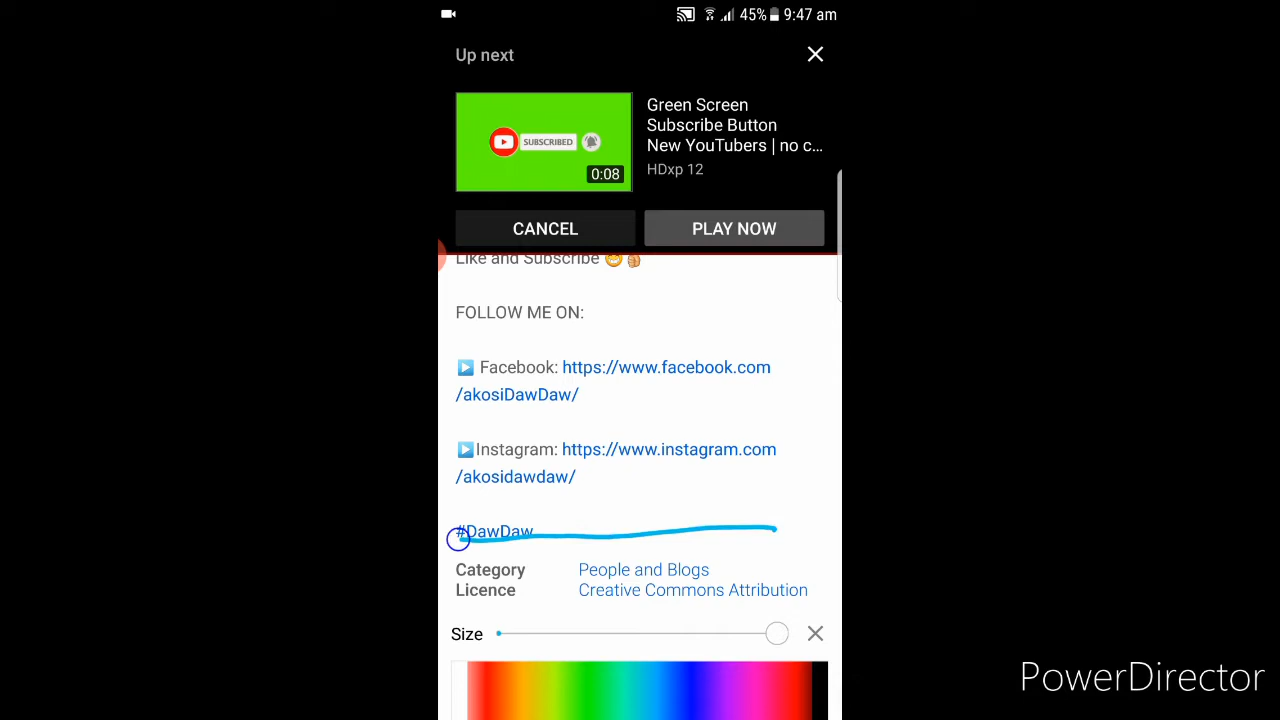 45% 9:47 am
Up next
Green Screen
Subscribe Button
New YouTubers | no c...
HDxp 12
SUBSCRIBED
0:08
CANCEL PLAY NOW
Like and Subscribe 😁👍
FOLLOW ME ON:
▶️ Facebook: https://www.facebook.com
/akosiDawDaw/
▶️Instagram: https://www.instagram.com
/akosidawdaw/
#DawDaw
Category People and Blogs
Licence Creative Commons Attribution
Size
PowerDirector